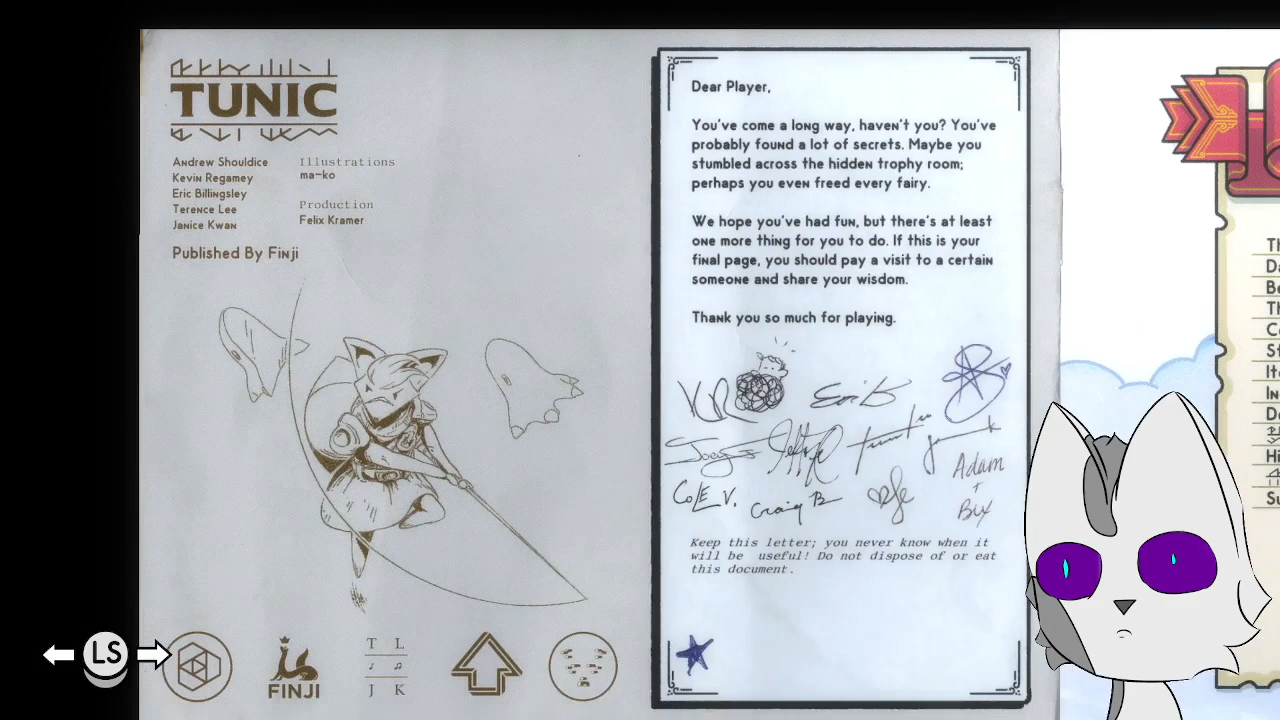 TUNIC
Andrew Shouldice
Kevin Regamey
Eric Billingsley
Terence Lee
Janice Kwan
Illustrations
ma-ko
Production
Felix Kramer
Published By Finji
FINJI
T L
J K
LS
Dear Player,
You've come a long way, haven't you? You've
probably found a lot of secrets. Maybe you
stumbled across the hidden trophy room;
perhaps you even freed every fairy.
We hope you've had fun, but there's at least
one more thing for you to do. If this is your
final page, you should pay a visit to a certain
someone and share your wisdom.
Thank you so much for playing.
KR
Eric B
Joey
Cole V.
Craig B
Adam
+
Bix
Keep this letter; you never know when it
will be useful! Do not dispose of or eat
this document.